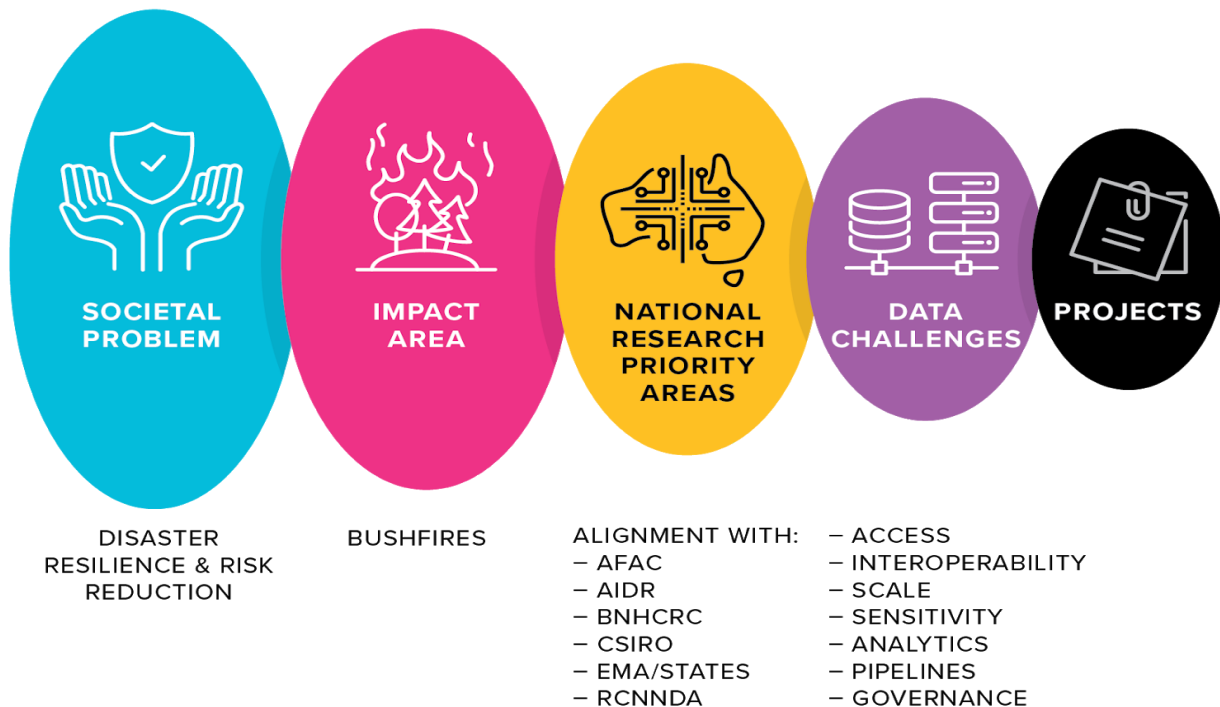 SOCIETAL
PROBLEM
IMPACT
AREA
NATIONAL
RESEARCH
PRIORITY
AREAS
DATA
CHALLENGES
PROJECTS
DISASTER
RESILIENCE & RISK
REDUCTION
BUSHFIRES
ALIGNMENT WITH:
– AFAC
– AIDR
– BNHCRC
– CSIRO
– EMA/STATES
– RCNNDA
– ACCESS
– INTEROPERABILITY
– SCALE
– SENSITIVITY
– ANALYTICS
– PIPELINES
– GOVERNANCE